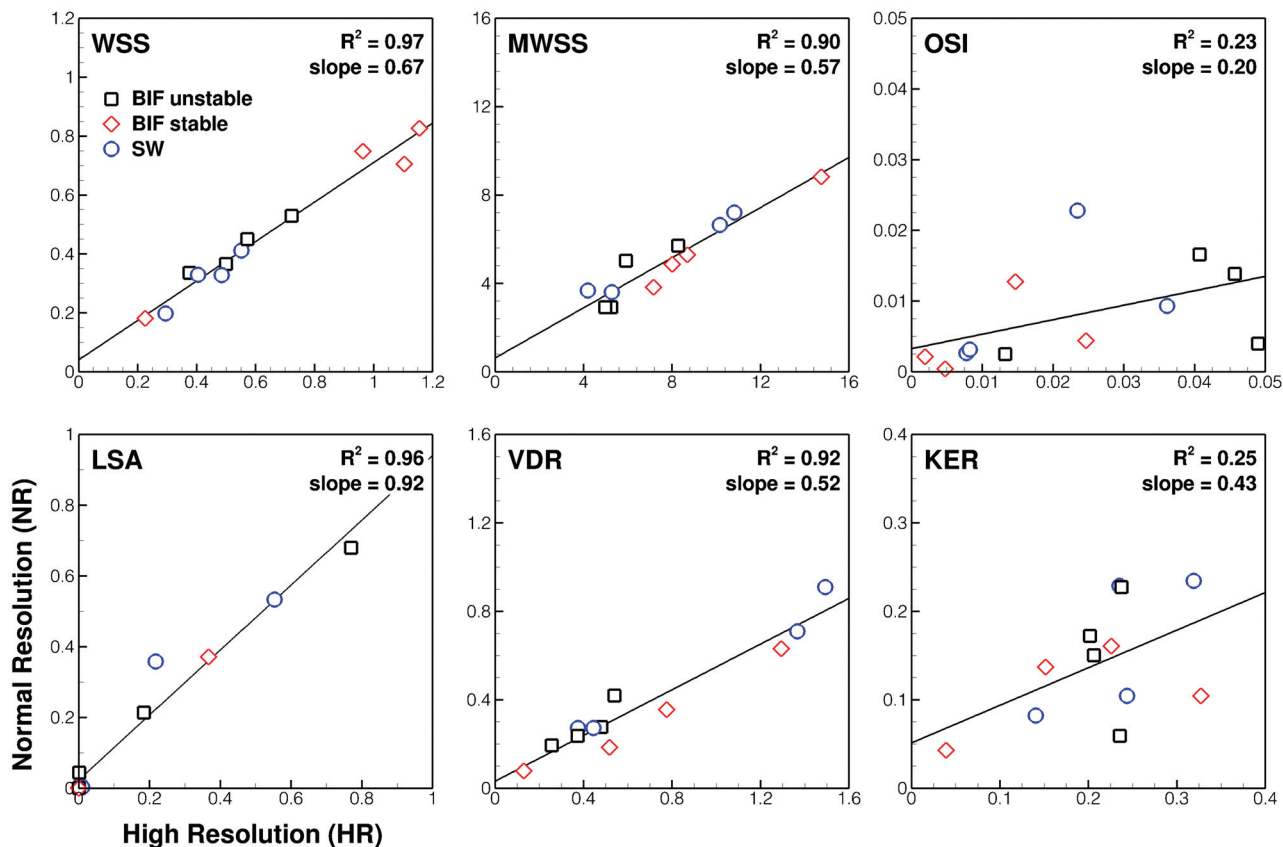 WSS
R² = 0.97
slope = 0.67
BIF unstable
BIF stable
SW
1.2
1
0.8
0.6
0.4
0.2
0
0 0.2 0.4 0.6 0.8 1 1.2
MWSS
R² = 0.90
slope = 0.57
16
12
8
4
0
0 4 8 12 16
OSI
R² = 0.23
slope = 0.20
0.05
0.04
0.03
0.02
0.01
0
0 0.01 0.02 0.03 0.04 0.05
LSA
R² = 0.96
slope = 0.92
1
0.8
0.6
0.4
0.2
0
0 0.2 0.4 0.6 0.8 1
VDR
R² = 0.92
slope = 0.52
1.6
1.2
0.8
0.4
0
0 0.4 0.8 1.2 1.6
KER
R² = 0.25
slope = 0.43
0.4
0.3
0.2
0.1
0
0 0.1 0.2 0.3 0.4
Normal Resolution (NR)
High Resolution (HR)